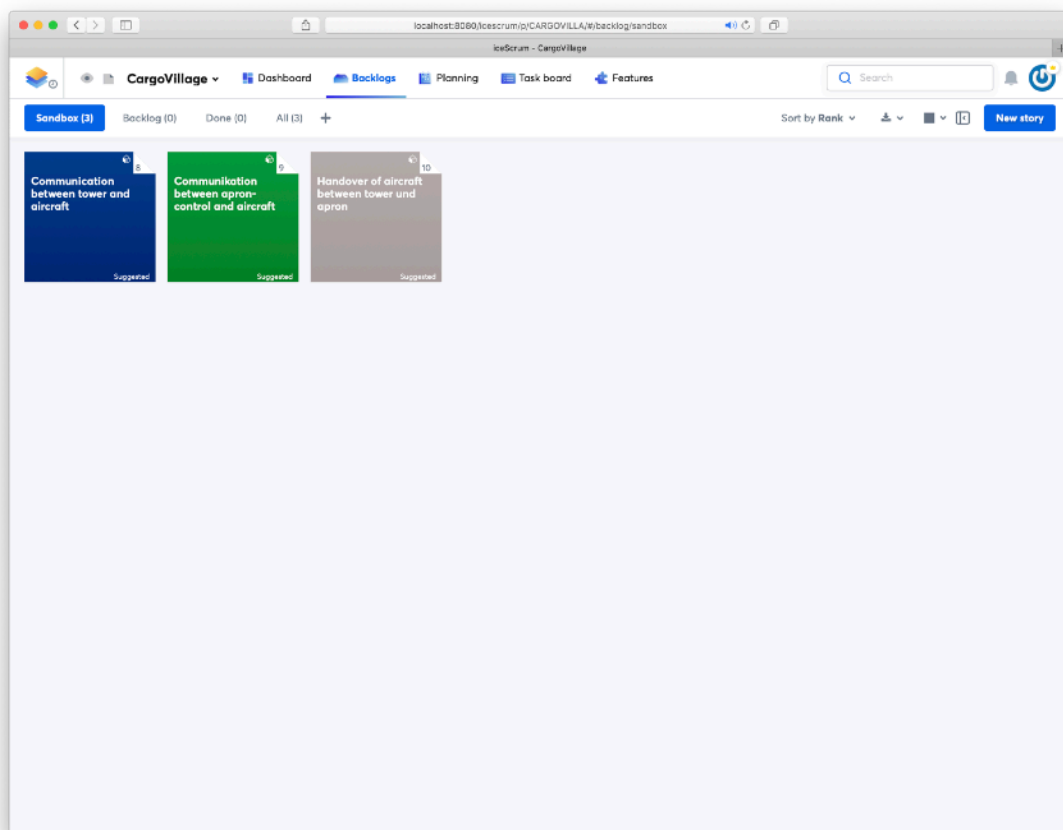 localhost:8080/icescrum/p/CARGOVILLA/#/backlog/sandbox
iceScrum - CargoVillage
CargoVillage Dashboard Backlogs Planning Task board Features Search
Sandbox (3) Backlog (0) Done (0) All (3) + Sort by Rank New story
8
Communication
between tower and
aircraft
Suggested
9
Communikation
between apron-
control and aircraft
Suggested
10
Handover of aircraft
between tower und
apron
Suggested